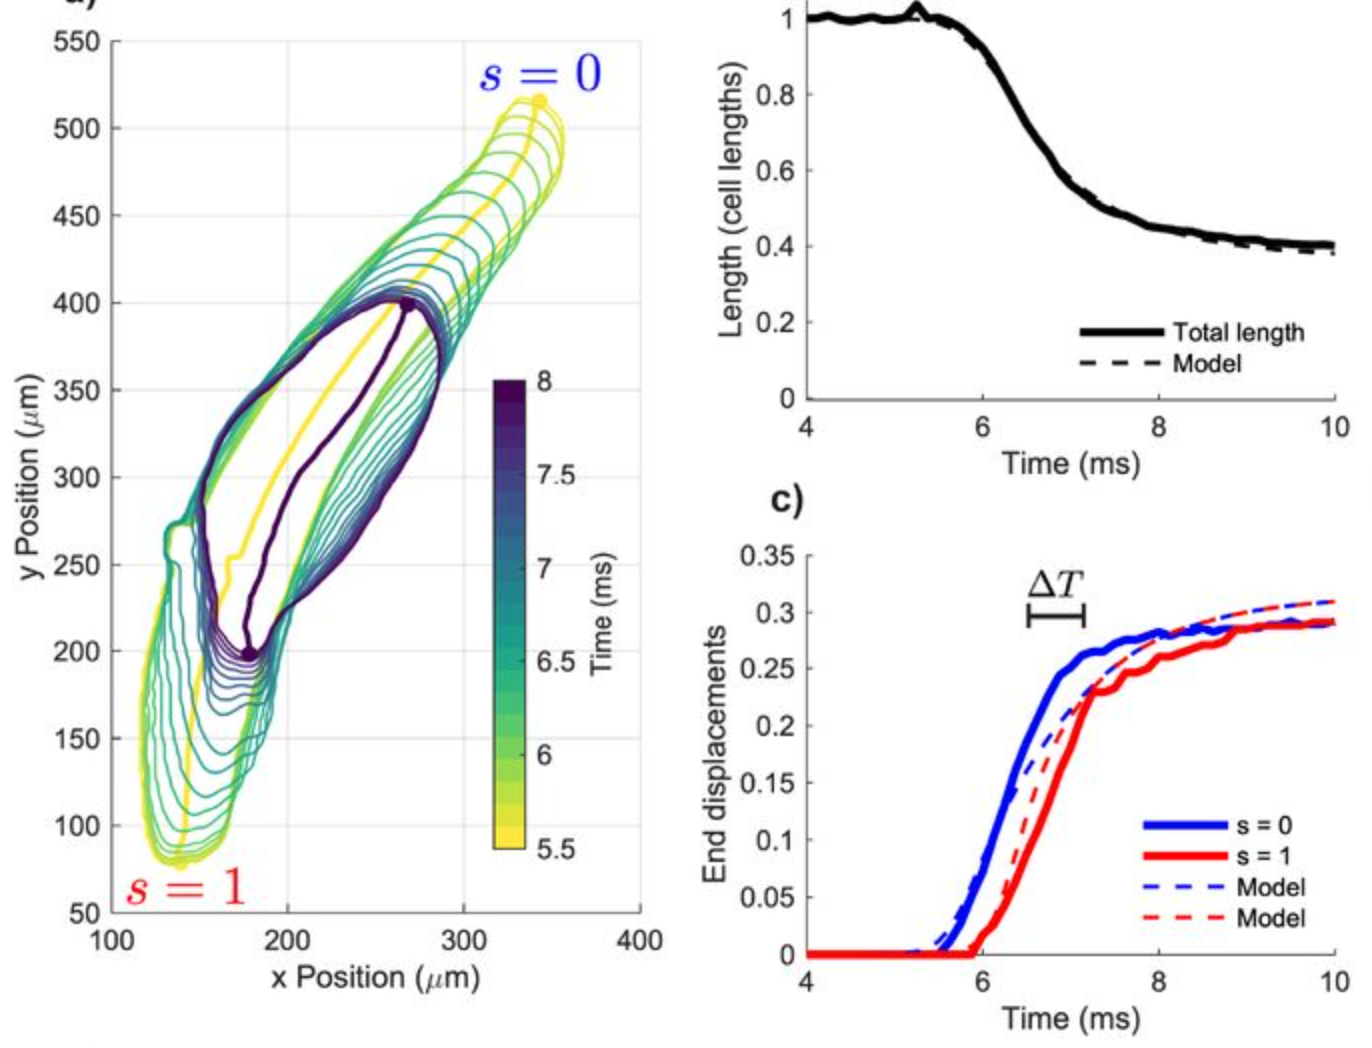 a)
s = 0
550
500
450
400
350
300
250
200
150
100
50
100
200
300
400
x Position (μm)
y Position (μm)
8
7.5
7
6.5
6
5.5
Time (ms)
s = 1
1
0.8
0.6
0.4
0.2
0
4
6
8
10
Time (ms)
Length (cell lengths)
Total length
Model
c)
0.35
0.3
0.25
0.2
0.15
0.1
0.05
0
ΔT
4
6
8
10
Time (ms)
End displacements
s = 0
s = 1
Model
Model